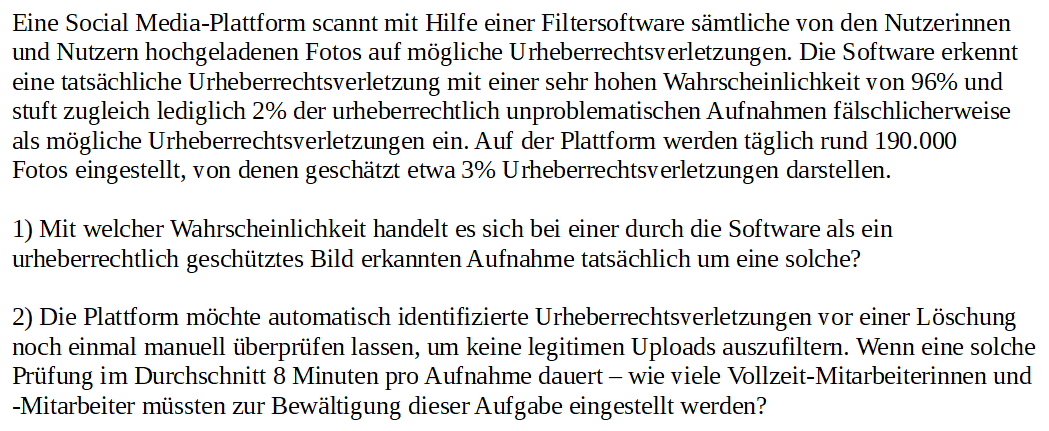 Eine Social Media-Plattform scannt mit Hilfe einer Filtersoftware sämtliche von den Nutzerinnen
und Nutzern hochgeladenen Fotos auf mögliche Urheberrechtsverletzungen. Die Software erkennt
eine tatsächliche Urheberrechtsverletzung mit einer sehr hohen Wahrscheinlichkeit von 96% und
stuft zugleich lediglich 2% der urheberrechtlich unproblematischen Aufnahmen fälschlicherweise
als mögliche Urheberrechtsverletzungen ein. Auf der Plattform werden täglich rund 190.000
Fotos eingestellt, von denen geschätzt etwa 3% Urheberrechtsverletzungen darstellen.
1) Mit welcher Wahrscheinlichkeit handelt es sich bei einer durch die Software als ein
urheberrechtlich geschütztes Bild erkannten Aufnahme tatsächlich um eine solche?
2) Die Plattform möchte automatisch identifizierte Urheberrechtsverletzungen vor einer Löschung
noch einmal manuell überprüfen lassen, um keine legitimen Uploads auszufiltern. Wenn eine solche
Prüfung im Durchschnitt 8 Minuten pro Aufnahme dauert – wie viele Vollzeit-Mitarbeiterinnen und
-Mitarbeiter müssten zur Bewältigung dieser Aufgabe eingestellt werden?